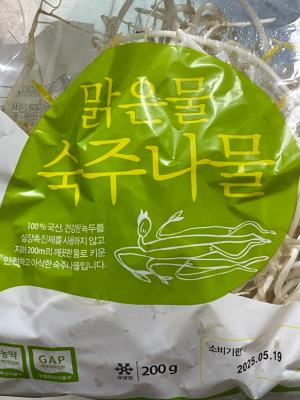 맑은물
숙주나물
100% 국산, 건강한 녹두를
성장촉진제를 사용하지 않고
지하 200m의 깨끗한 물로 키운
안전하고 아삭한 숙주나물입니다.
농약
GAP
200 g
소비기한
2025.05.19